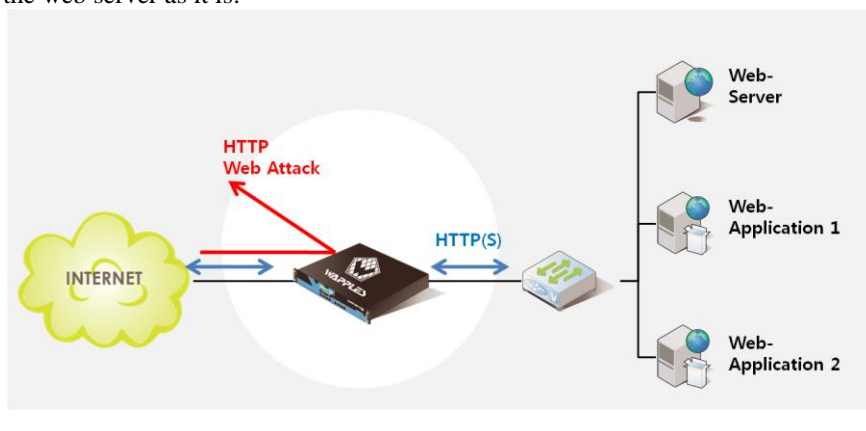 the web server as it is.
HTTP
Web Attack
Web-
Server
Web-
Application 1
HTTP(S)
INTERNET
WAPPLES
Web-
Application 2